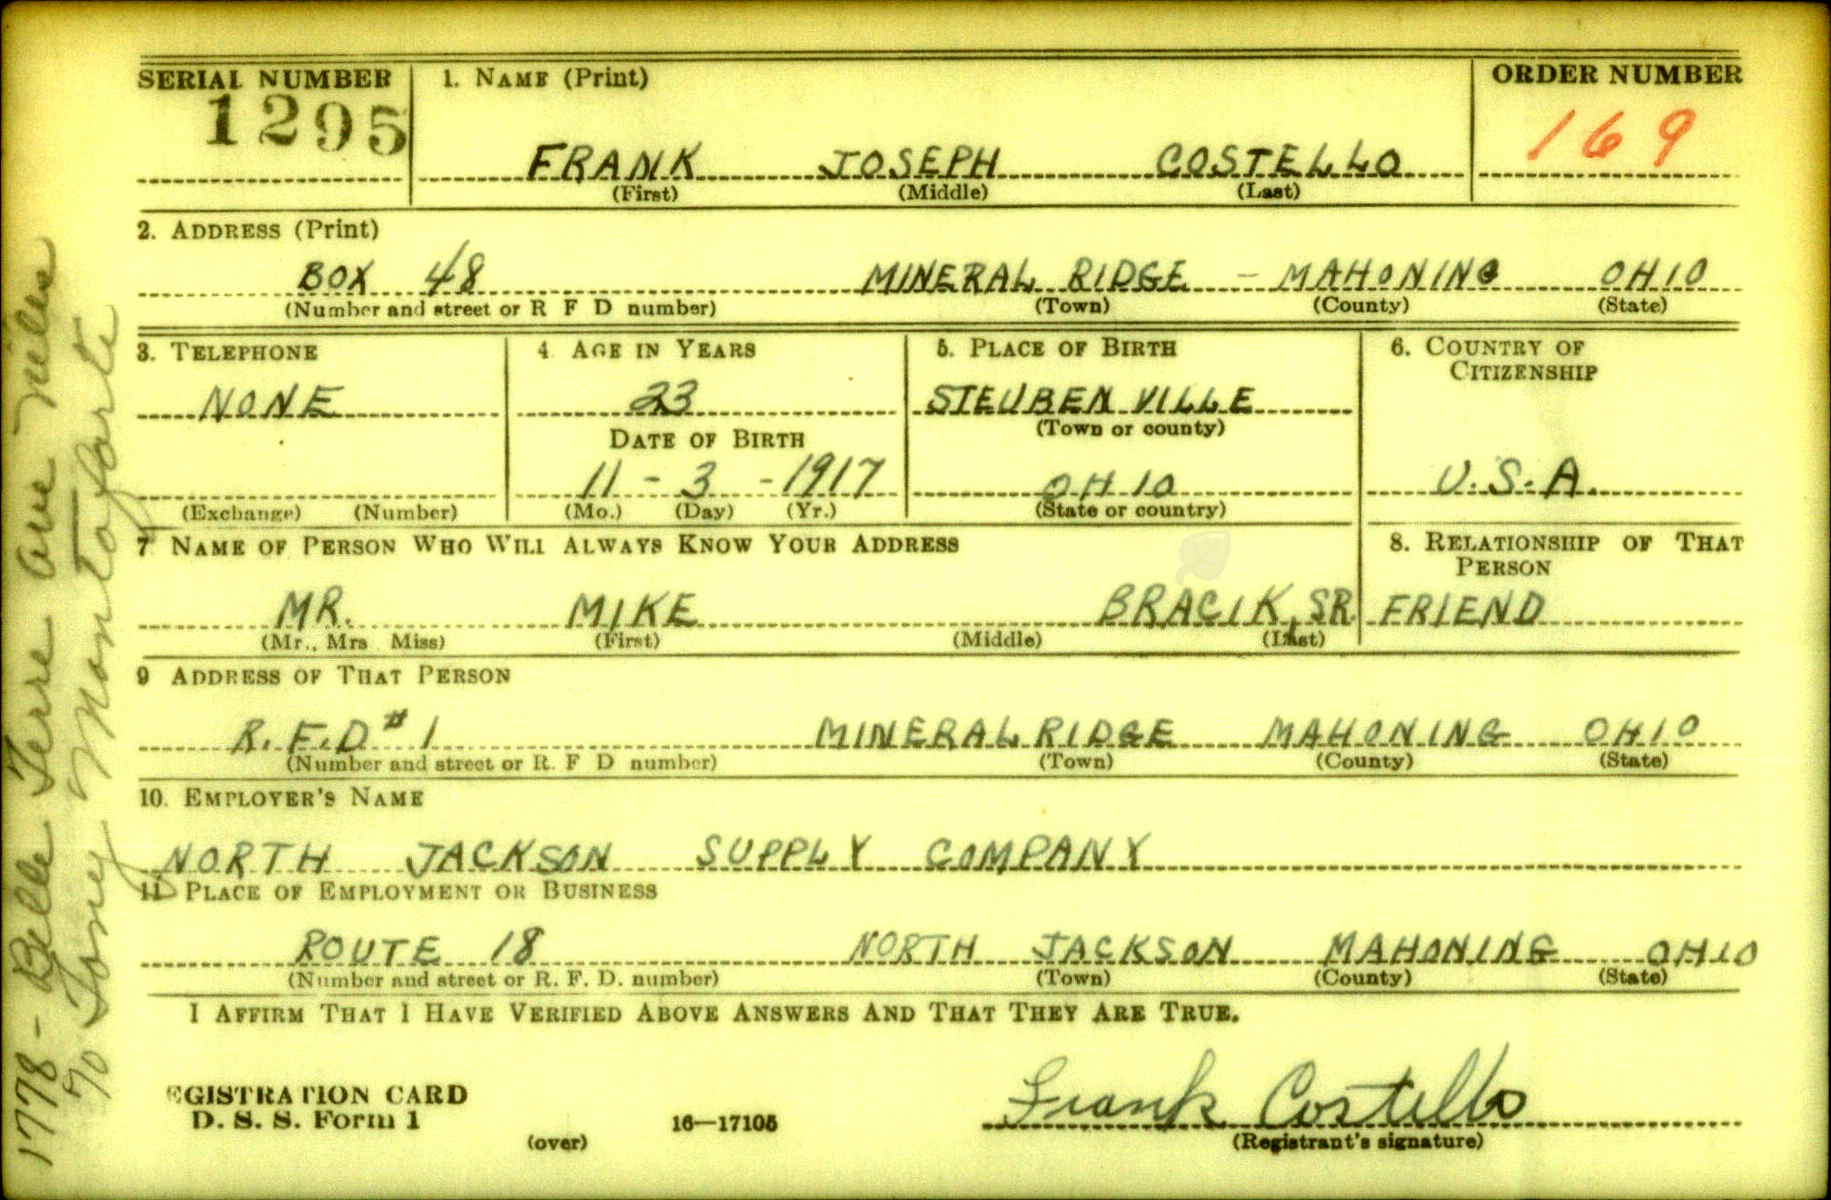 SERIAL NUMBER
1295
1. NAME (Print)
ORDER NUMBER
169
FRANK JOSEPH COSTELLO
(First) (Middle) (Last)
2. ADDRESS (Print)
BOX 48 MINERAL RIDGE - MAHONING OHIO
(Number and street or R F D number) (Town) (County) (State)
3. TELEPHONE
NONE
(Exchange) (Number)
4 AGE IN YEARS
23
DATE OF BIRTH
11 - 3 - 1917
(Mo.) (Day) (Yr.)
5. PLACE OF BIRTH
STEUBENVILLE
(Town or county)
OHIO
(State or country)
6. COUNTRY OF
CITIZENSHIP
U.S.A.
7 NAME OF PERSON WHO WILL ALWAYS KNOW YOUR ADDRESS
MR. MIKE BRACIK, SR.
(Mr., Mrs Miss) (First) (Middle) (Last)
8. RELATIONSHIP OF THAT
PERSON
FRIEND
9 ADDRESS OF THAT PERSON
R.F.D #1 MINERAL RIDGE MAHONING OHIO
(Number and street or R. F D number) (Town) (County) (State)
10. EMPLOYER'S NAME
NORTH JACKSON SUPPLY COMPANY
11 PLACE OF EMPLOYMENT OR BUSINESS
ROUTE 18 NORTH JACKSON MAHONING OHIO
(Number and street or R. F. D. number) (Town) (County) (State)
I AFFIRM THAT I HAVE VERIFIED ABOVE ANSWERS AND THAT THEY ARE TRUE.
EGISTRATION CARD
D. S. S. Form 1
(over)
16—17105
Frank Costello
(Registrant's signature)
1778 - Belle Terre ave Niles
% Tony Montoforte